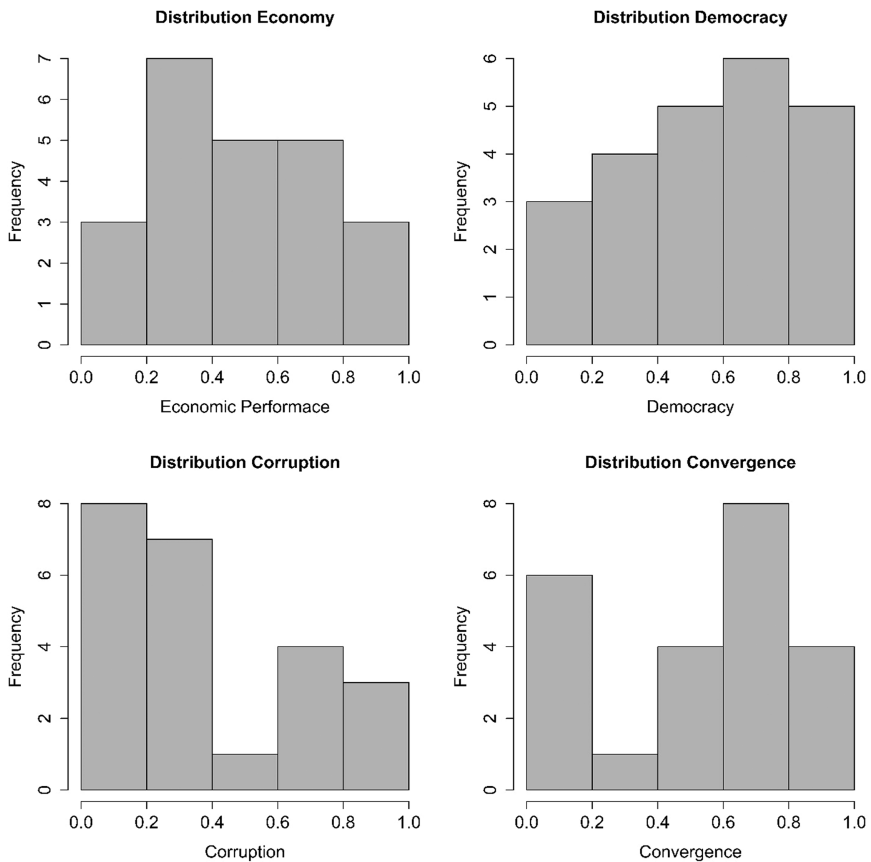 Distribution Economy
Frequency
7
6
5
4
3
2
1
0
0.0 0.2 0.4 0.6 0.8 1.0
Economic Performace
Distribution Democracy
Frequency
6
5
4
3
2
1
0
0.0 0.2 0.4 0.6 0.8 1.0
Democracy
Distribution Corruption
Frequency
8
6
4
2
0
0.0 0.2 0.4 0.6 0.8 1.0
Corruption
Distribution Convergence
Frequency
8
6
4
2
0
0.0 0.2 0.4 0.6 0.8 1.0
Convergence